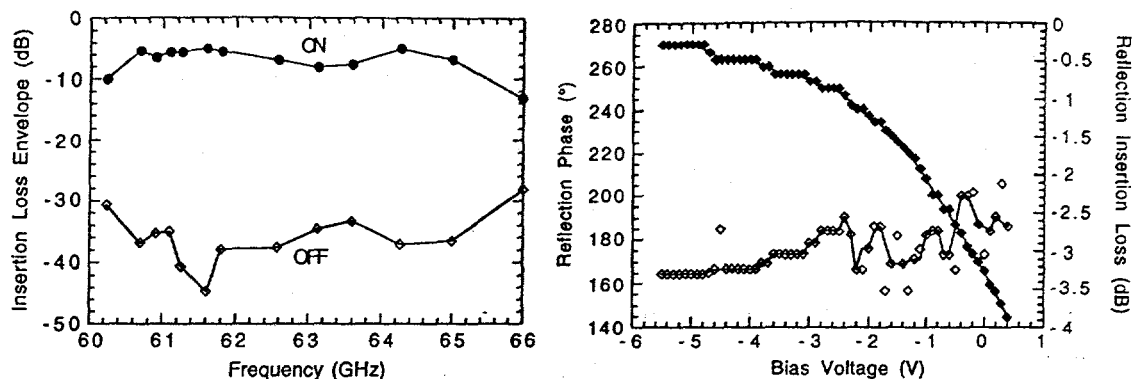 Insertion Loss Envelope (dB)
0
-10
-20
-30
-40
-50
ON
OFF
60 61 62 63 64 65 66
Frequency (GHz)
Reflection Phase (°)
280
260
240
220
200
180
160
140
-6 -5 -4 -3 -2 -1 0 1
Bias Voltage (V)
0
-0.5
-1
-1.5
-2
-2.5
-3
-3.5
-4
Reflection Insertion Loss (dB)